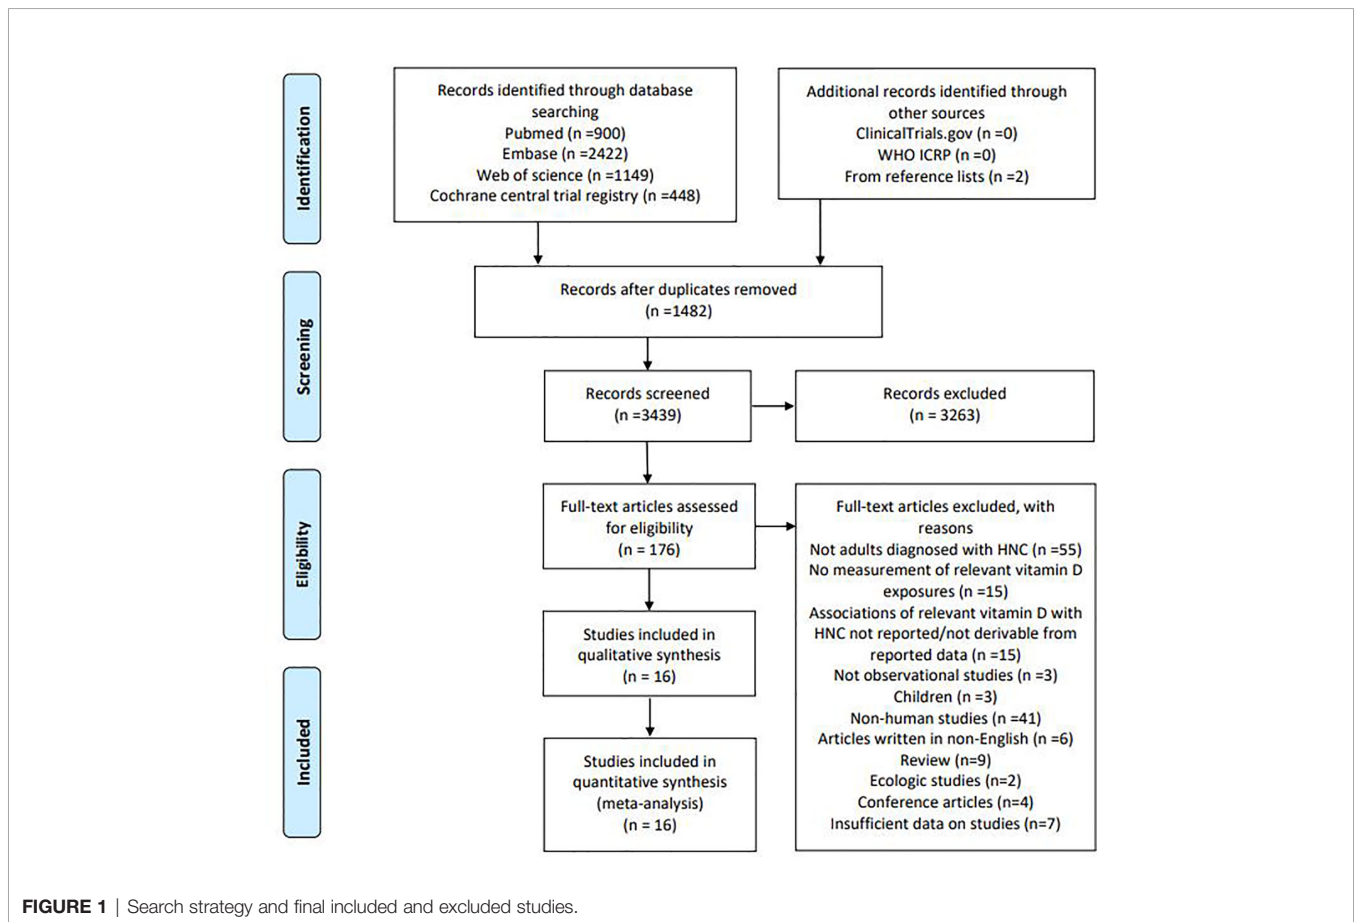 Identification
Records identified through database
searching
Pubmed (n =900)
Embase (n =2422)
Web of science (n =1149)
Cochrane central trial registry (n =448)
Additional records identified through
other sources
ClinicalTrials.gov (n =0)
WHO ICRP (n =0)
From reference lists (n =2)
Screening
Records after duplicates removed
(n =1482)
Records screened
(n =3439)
Records excluded
(n = 3263)
Eligibility
Full-text articles assessed
for eligibility
(n = 176)
Full-text articles excluded, with
reasons
Not adults diagnosed with HNC (n =55)
No measurement of relevant vitamin D
exposures (n =15)
Associations of relevant vitamin D with
HNC not reported/not derivable from
reported data (n =15)
Not observational studies (n =3)
Children (n =3)
Non-human studies (n =41)
Articles written in non-English (n =6)
Review (n=9)
Ecologic studies (n=2)
Conference articles (n=4)
Insufficient data on studies (n=7)
Studies included in
qualitative synthesis
(n = 16)
Included
Studies included in
quantitative synthesis
(meta-analysis)
(n = 16)
FIGURE 1 | Search strategy and final included and excluded studies.